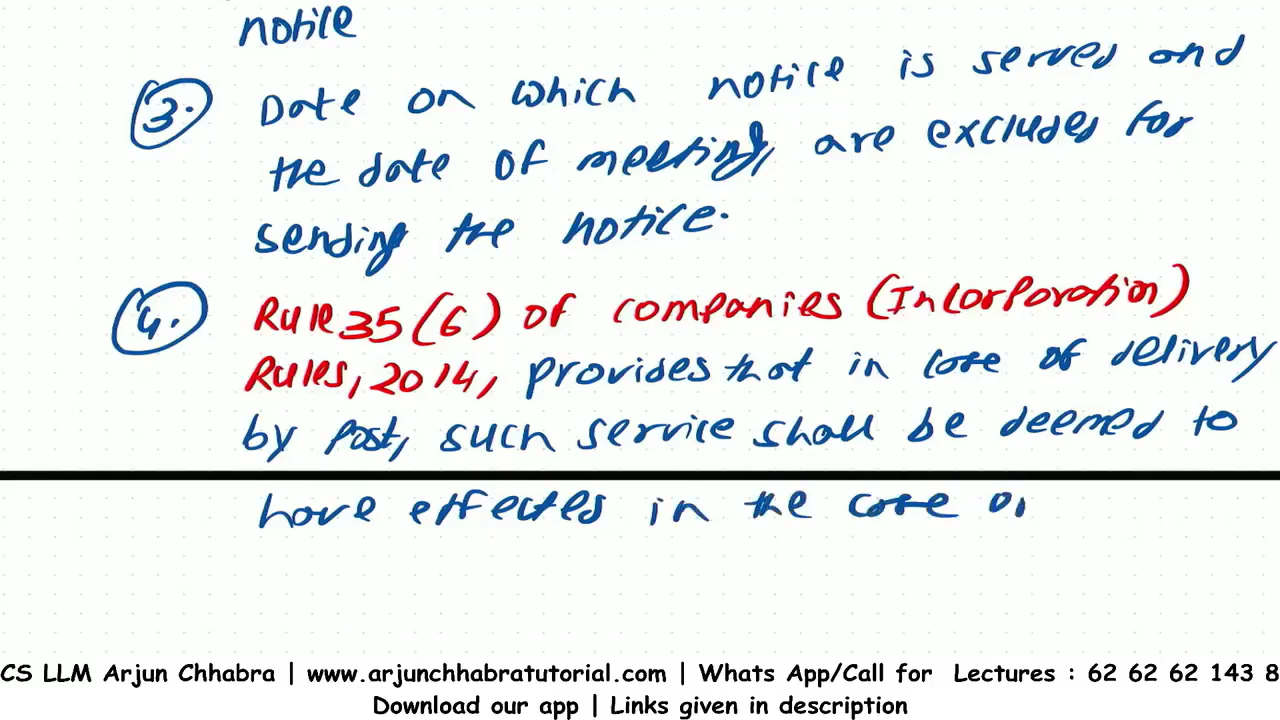 notice
3. Date on which notice is served and
the date of meeting, are excluded for
sending the notice.
4. Rule 35 (6) of companies (Incorporation)
Rules, 2014, provides that in case of delivery
by post, such service shall be deemed to
have effected in the case o
CS LLM Arjun Chhabra | www.arjunchhabratutorial.com | Whats App/Call for Lectures : 62 62 62 143 8
Download our app | Links given in description